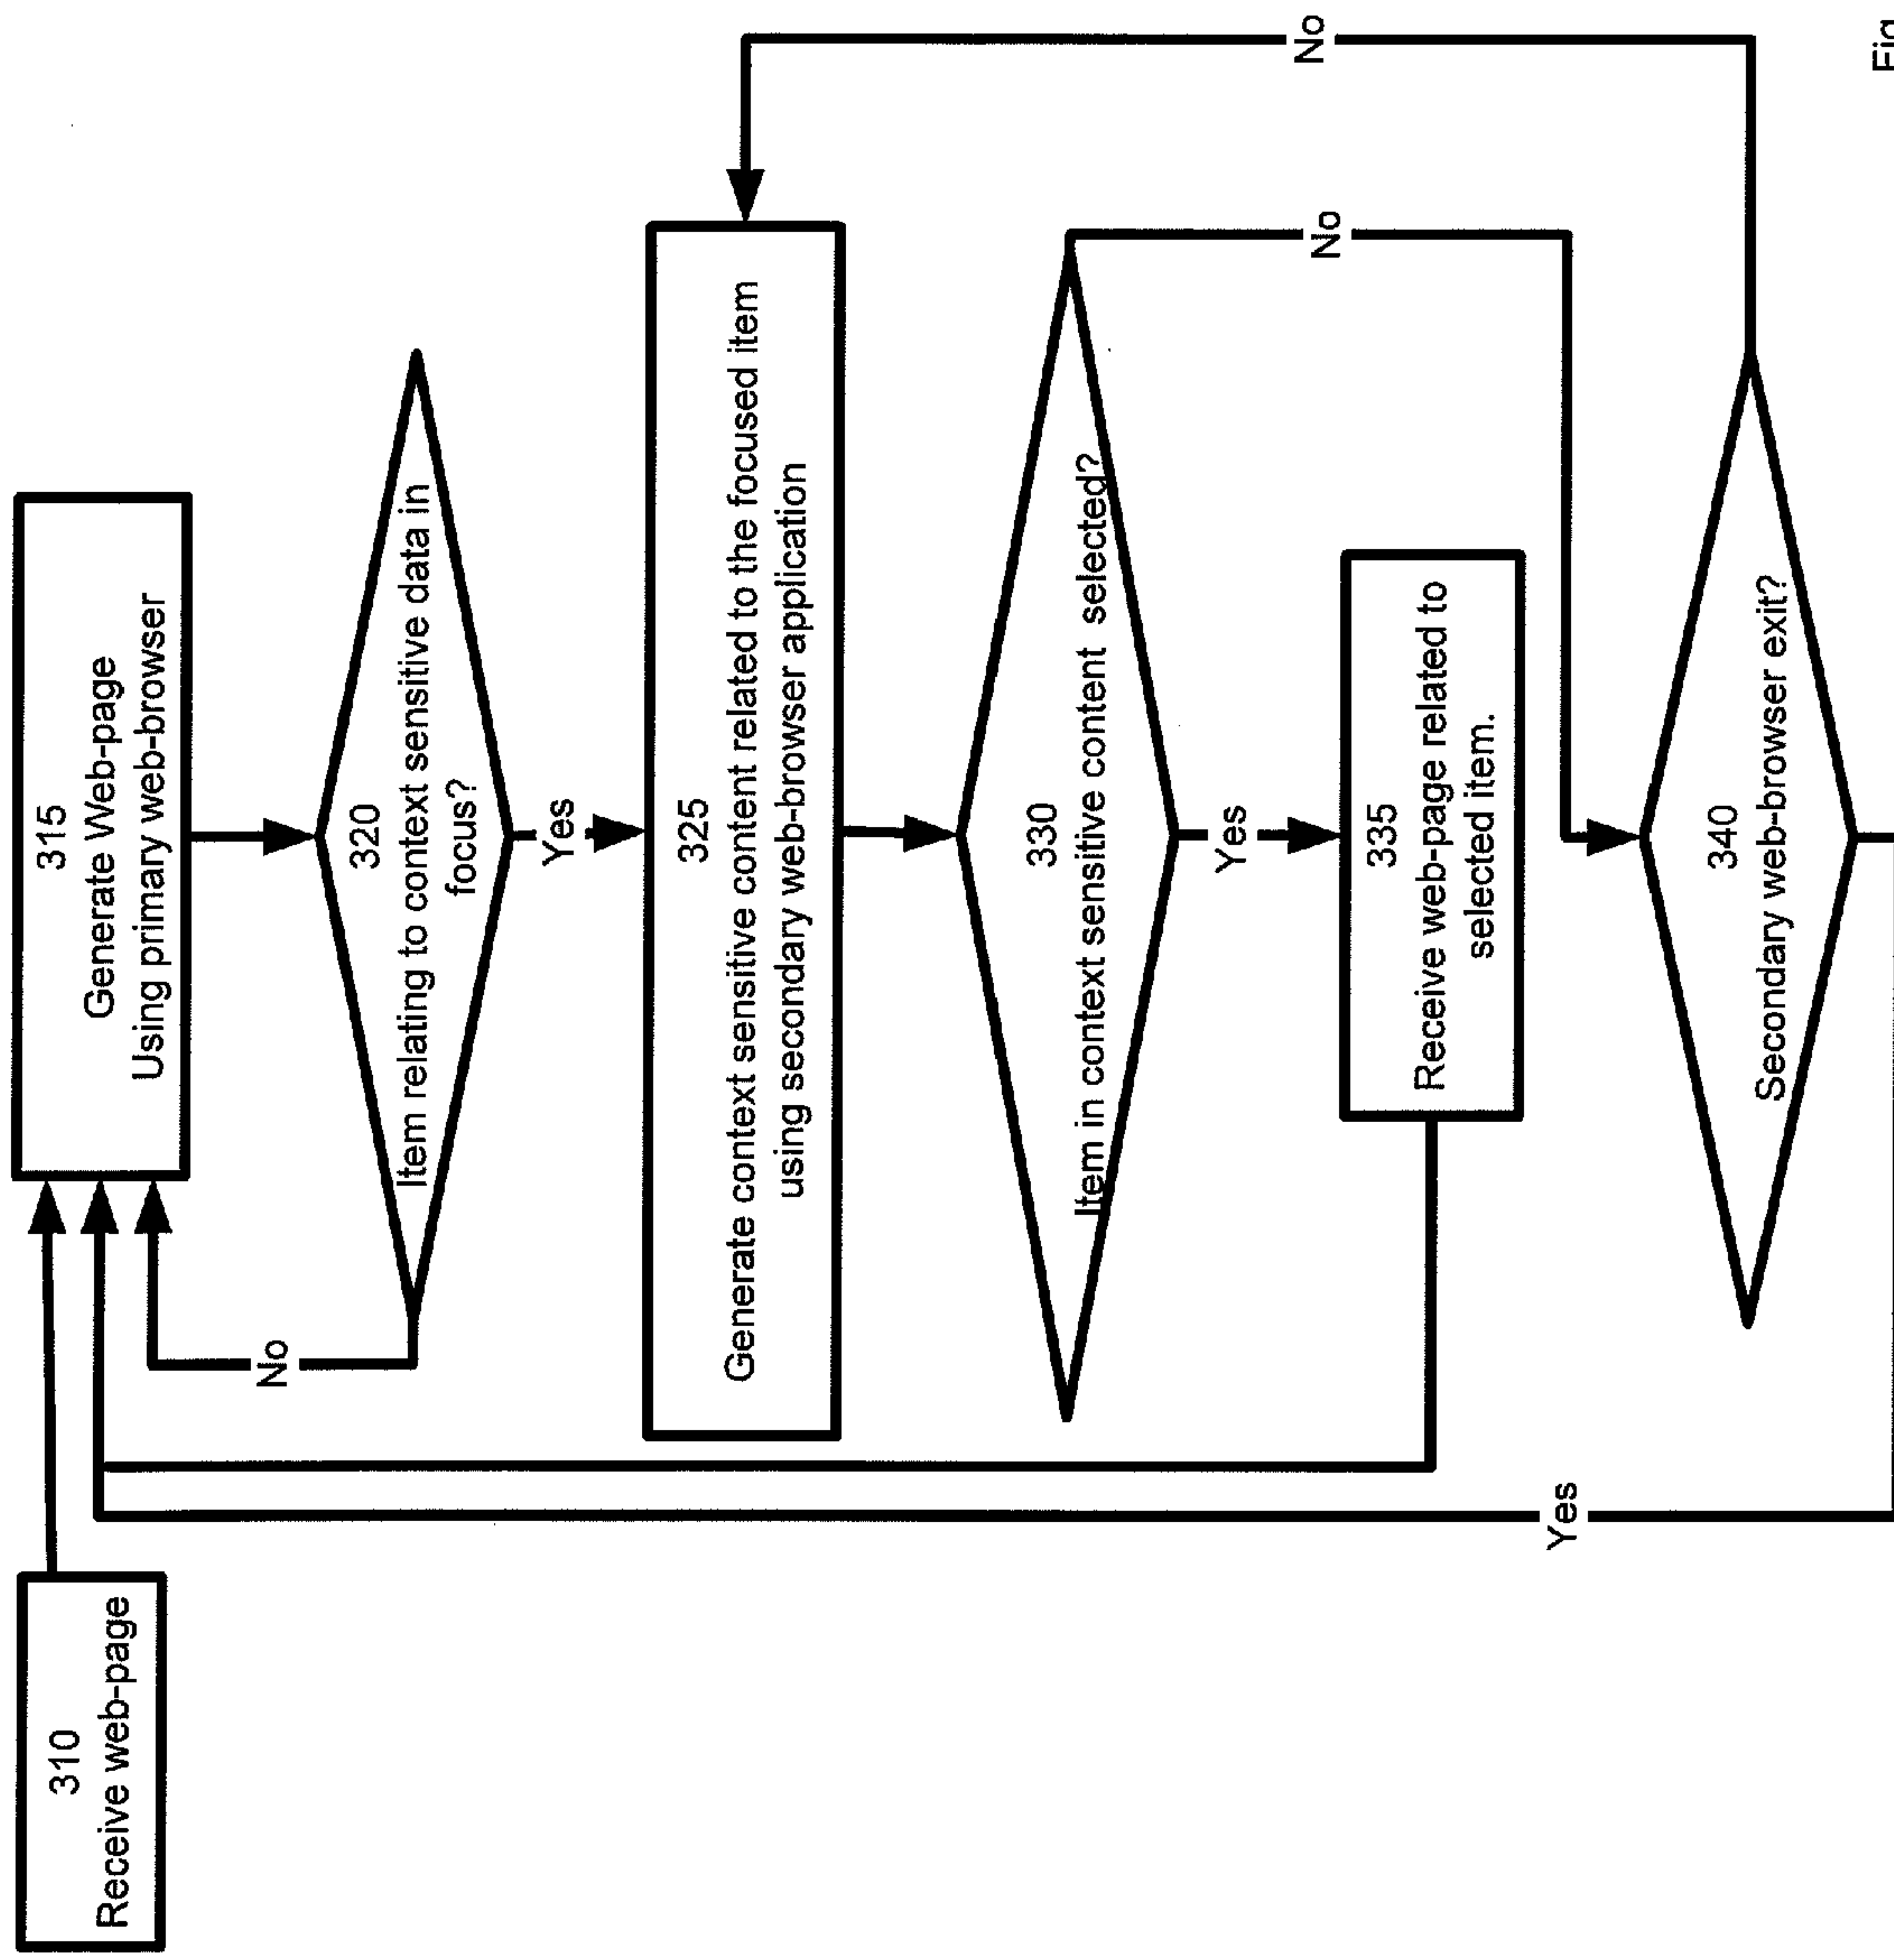 310
Receive web-page
315
Generate Web-page
Using primary web-browser
320
Item relating to context sensitive data in
focus?
No
Yes
325
Generate context sensitive content related to the focused item
using secondary web-browser application
330
Item in context sensitive content selected?
Yes
No
335
Receive web-page related to
selected item.
340
Secondary web-browser exit?
No
Yes
Fig